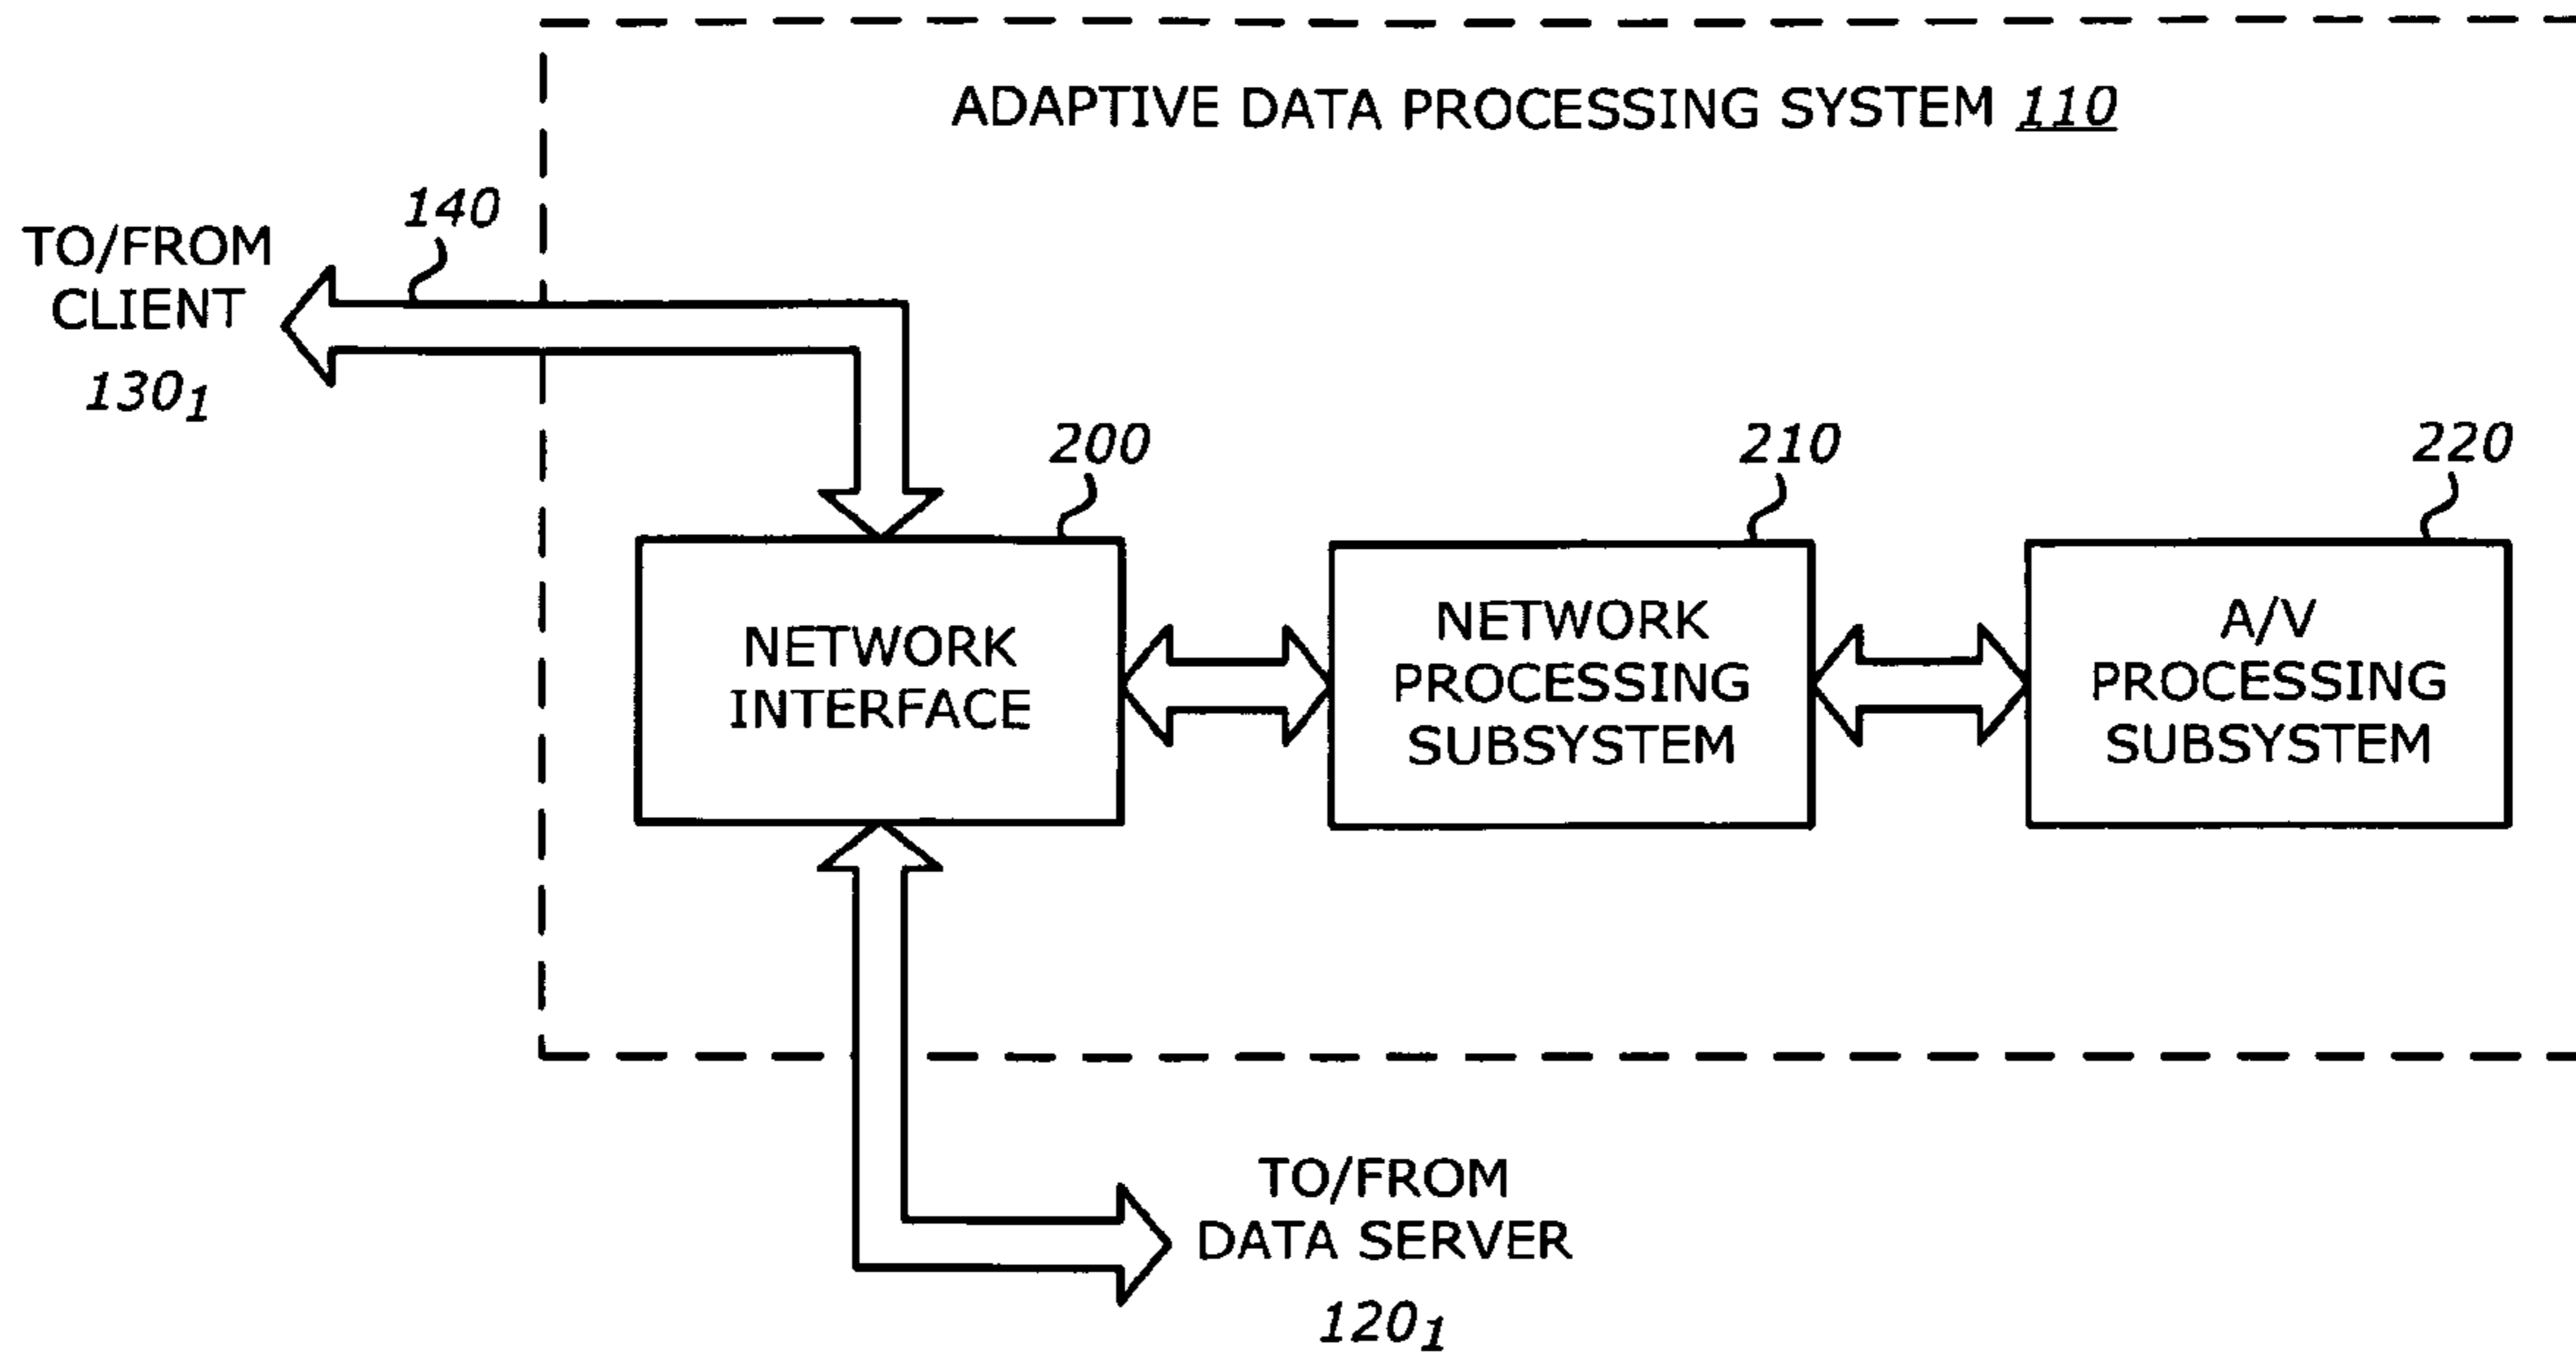 ADAPTIVE DATA PROCESSING SYSTEM 110
140
TO/FROM
CLIENT
130₁
200
NETWORK
INTERFACE
210
NETWORK
PROCESSING
SUBSYSTEM
220
A/V
PROCESSING
SUBSYSTEM
TO/FROM
DATA SERVER
120₁